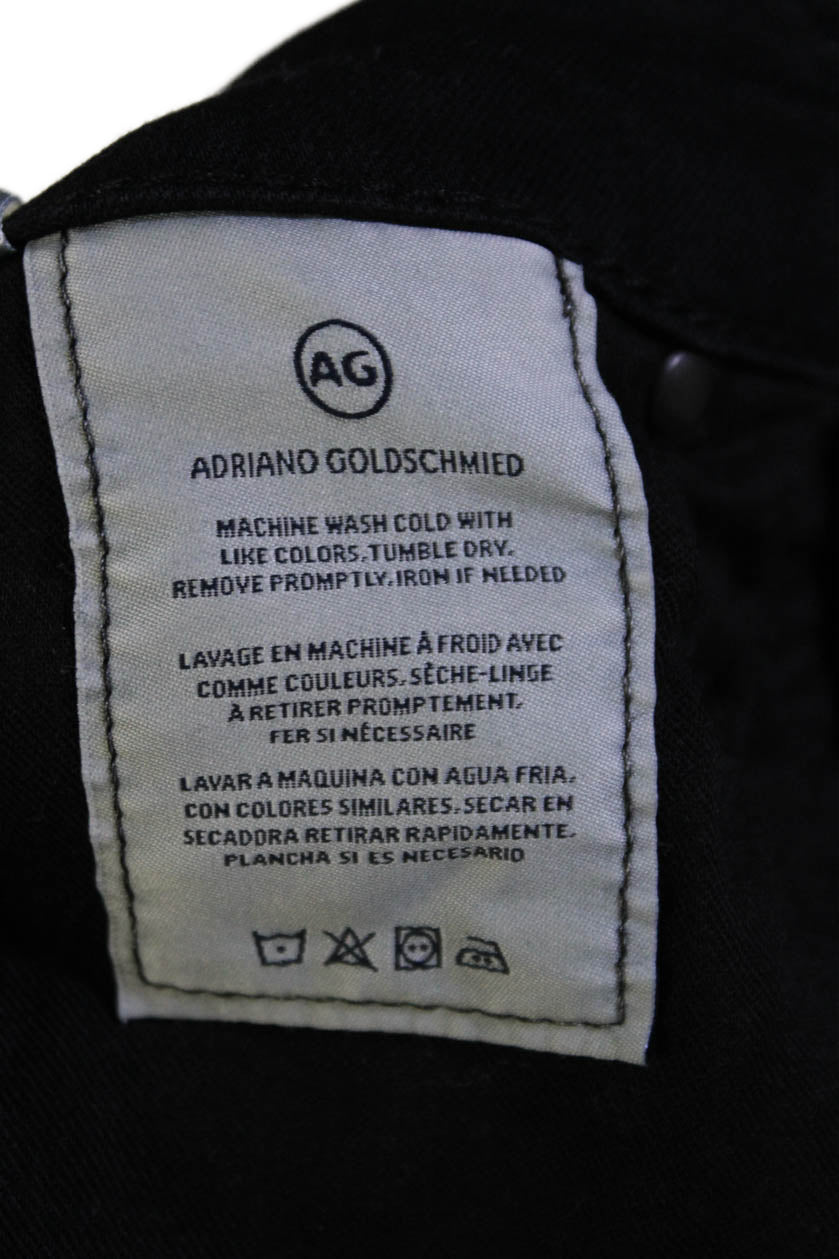 AG
ADRIANO GOLDSCHMIED
MACHINE WASH COLD WITH
LIKE COLORS. TUMBLE DRY.
REMOVE PROMPTLY. IRON IF NEEDED
LAVAGE EN MACHINE À FROID AVEC
COMME COULEURS. SÈCHE-LINGE
À RETIRER PROMPTEMENT.
FER SI NÉCESSAIRE
LAVAR A MAQUINA CON AGUA FRIA.
CON COLORES SIMILARES. SECAR EN
SECADORA RETIRAR RAPIDAMENTE.
PLANCHA SI ES NECESARIO